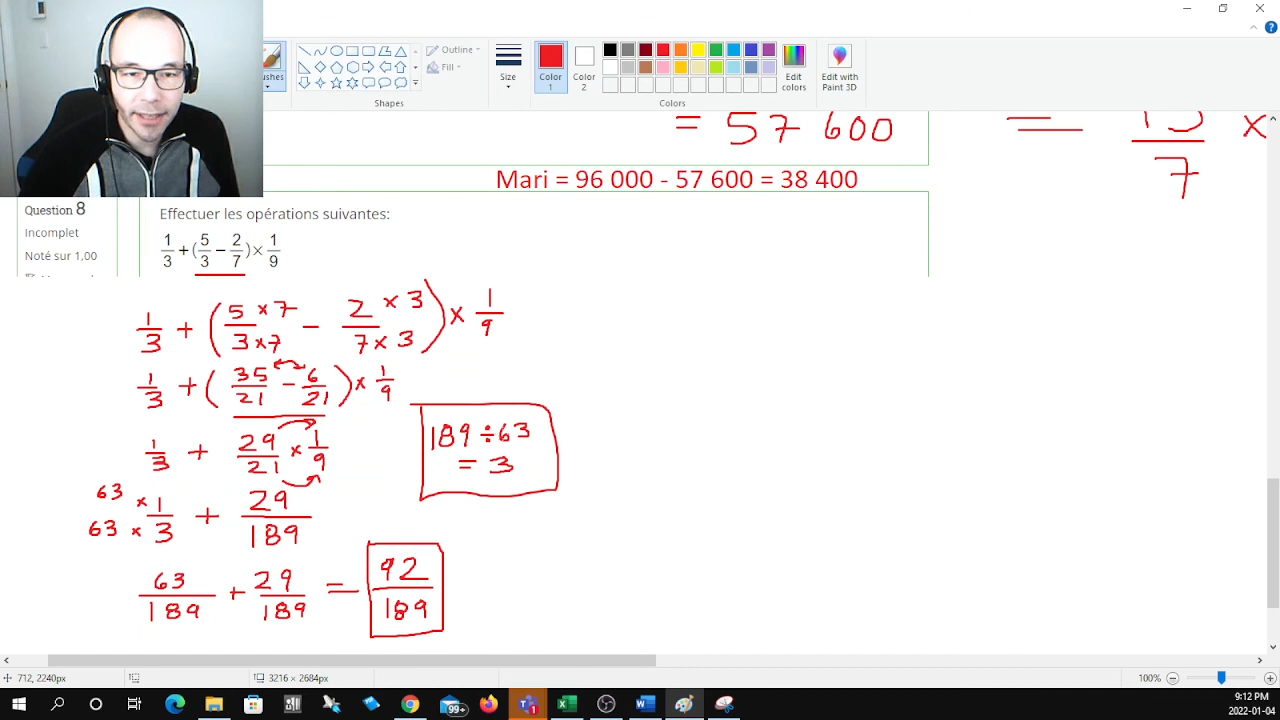 Outline
Fill
Brushes
Size
Color 1
Color 2
Edit colors
Edit with Paint 3D
Shapes
Colors
= 57 600
= 13/7 ×
Mari = 96 000 - 57 600 = 38 400
Question 8
Incomplet
Noté sur 1,00
Effectuer les opérations suivantes:
1/3 + (5/3 − 2/7) × 1/9
1/3 + (5×7/3×7 − 2×3/7×3) × 1/9
1/3 + (35/21 − 6/21) × 1/9
1/3 + 29/21 × 1/9
189 ÷ 63
= 3
63 × 1/63 × 3 + 29/189
63/189 + 29/189 = 92/189
712, 2240px
3216 × 2684px
100%
99+
1
9:12 PM
2022-01-04